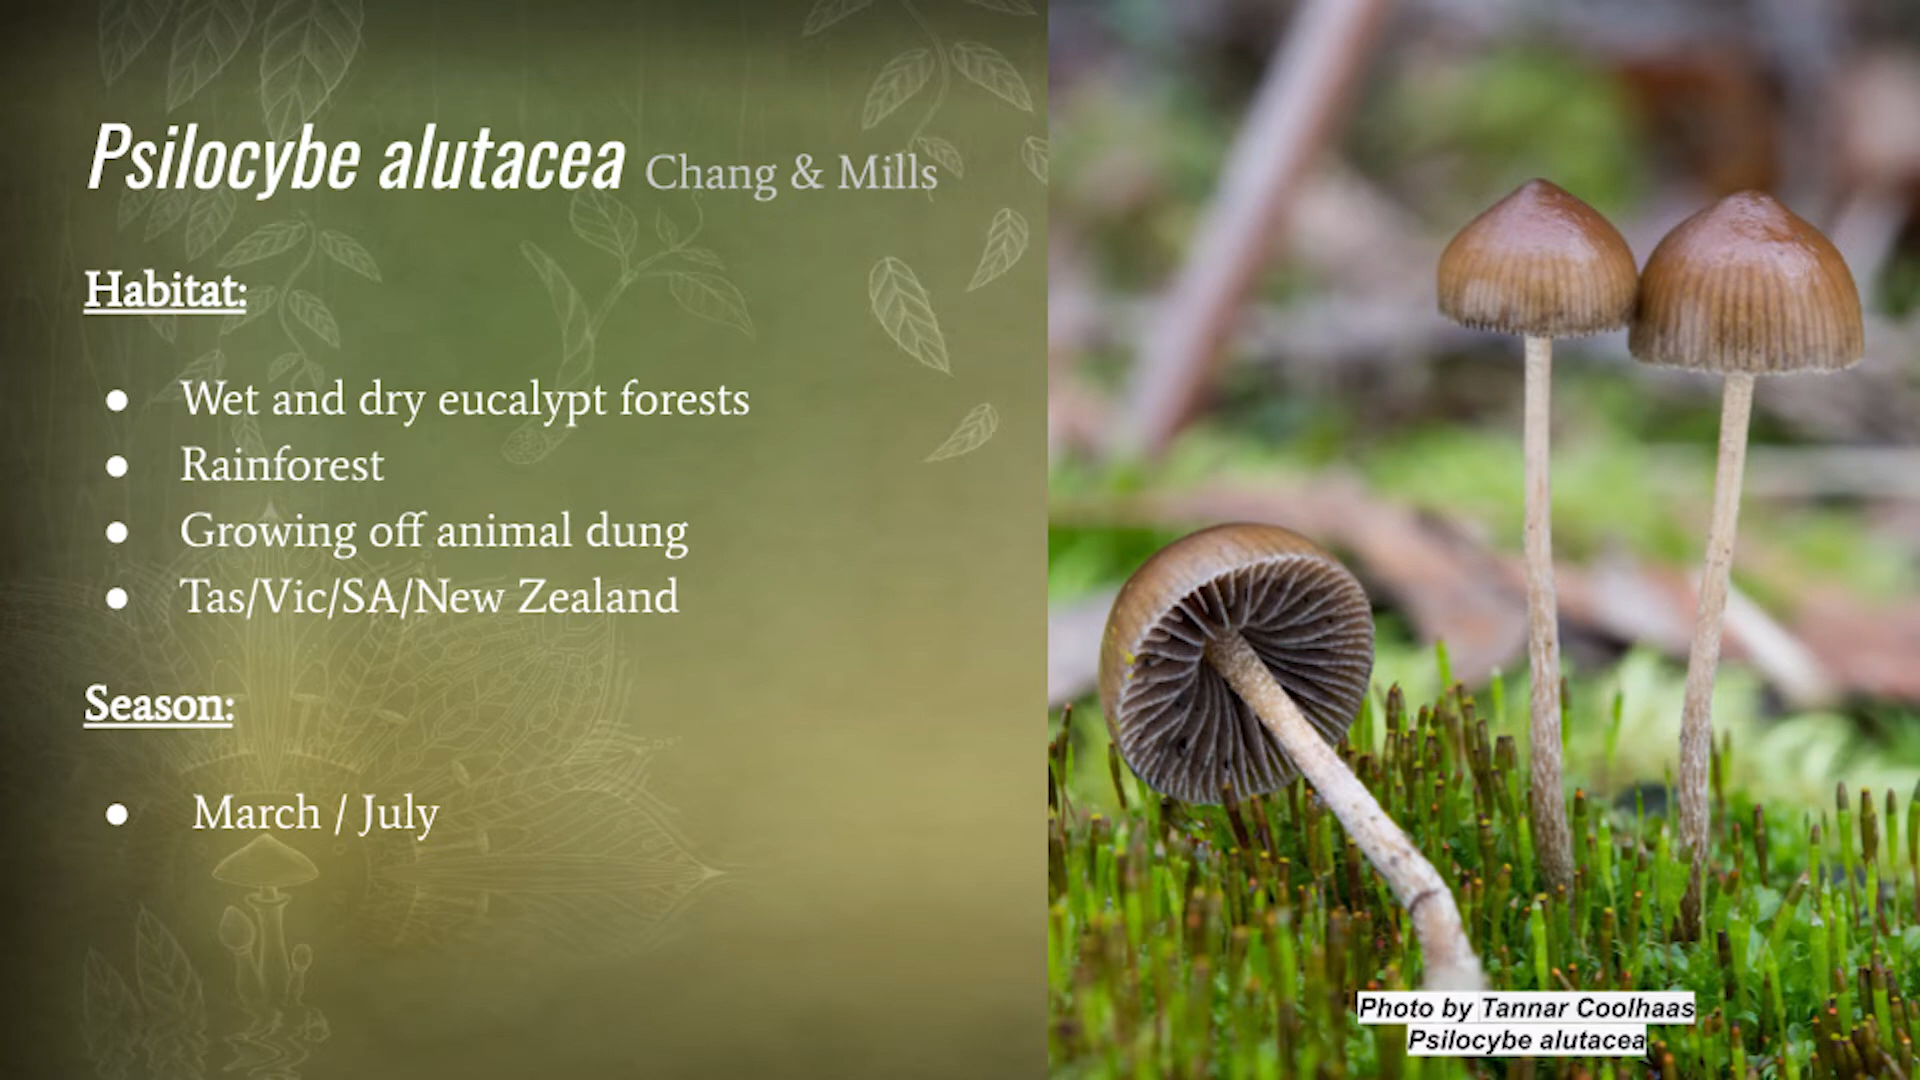 Psilocybe alutacea Chang & Mills
Habitat:
● Wet and dry eucalypt forests
● Rainforest
● Growing off animal dung
● Tas/Vic/SA/New Zealand
Season:
● March / July
Photo by Tannar Coolhaas
Psilocybe alutacea